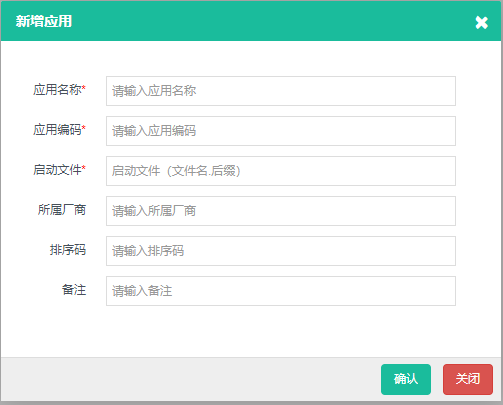 新增应用
应用名称* 请输入应用名称
应用编码* 请输入应用编码
启动文件* 启动文件（文件名.后缀）
所属厂商 请输入所属厂商
排序码 请输入排序码
备注 请输入备注
确认 关闭